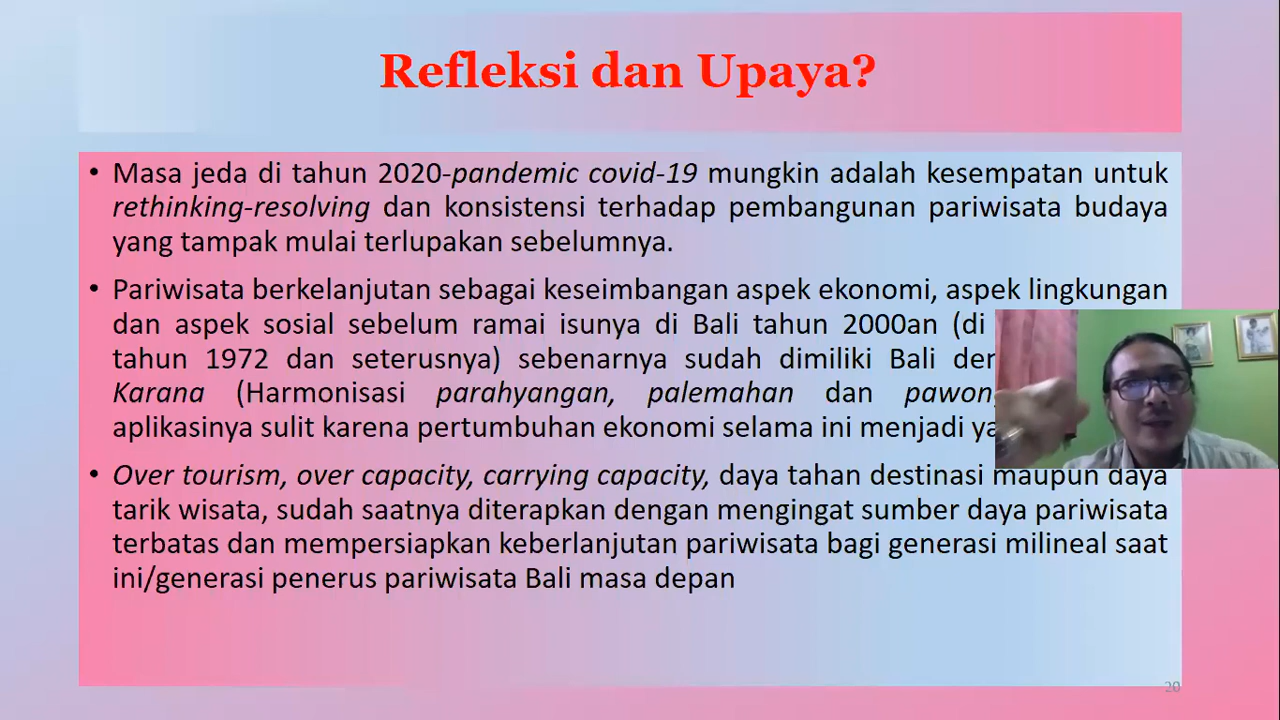 Refleksi dan Upaya?
• Masa jeda di tahun 2020-pandemic covid-19 mungkin adalah kesempatan untuk
rethinking-resolving dan konsistensi terhadap pembangunan pariwisata budaya
yang tampak mulai terlupakan sebelumnya.
• Pariwisata berkelanjutan sebagai keseimbangan aspek ekonomi, aspek lingkungan
dan aspek sosial sebelum ramai isunya di Bali tahun 2000an (di
tahun 1972 dan seterusnya) sebenarnya sudah dimiliki Bali
Karana (Harmonisasi parahyangan, palemahan dan
aplikasinya sulit karena pertumbuhan ekonomi selama ini menjadi
• Over tourism, over capacity, carrying capacity, daya tahan destinasi maupun daya
tarik wisata, sudah saatnya diterapkan dengan mengingat sumber daya pariwisata
terbatas dan mempersiapkan keberlanjutan pariwisata bagi generasi milineal saat
ini/generasi penerus pariwisata Bali masa depan
20